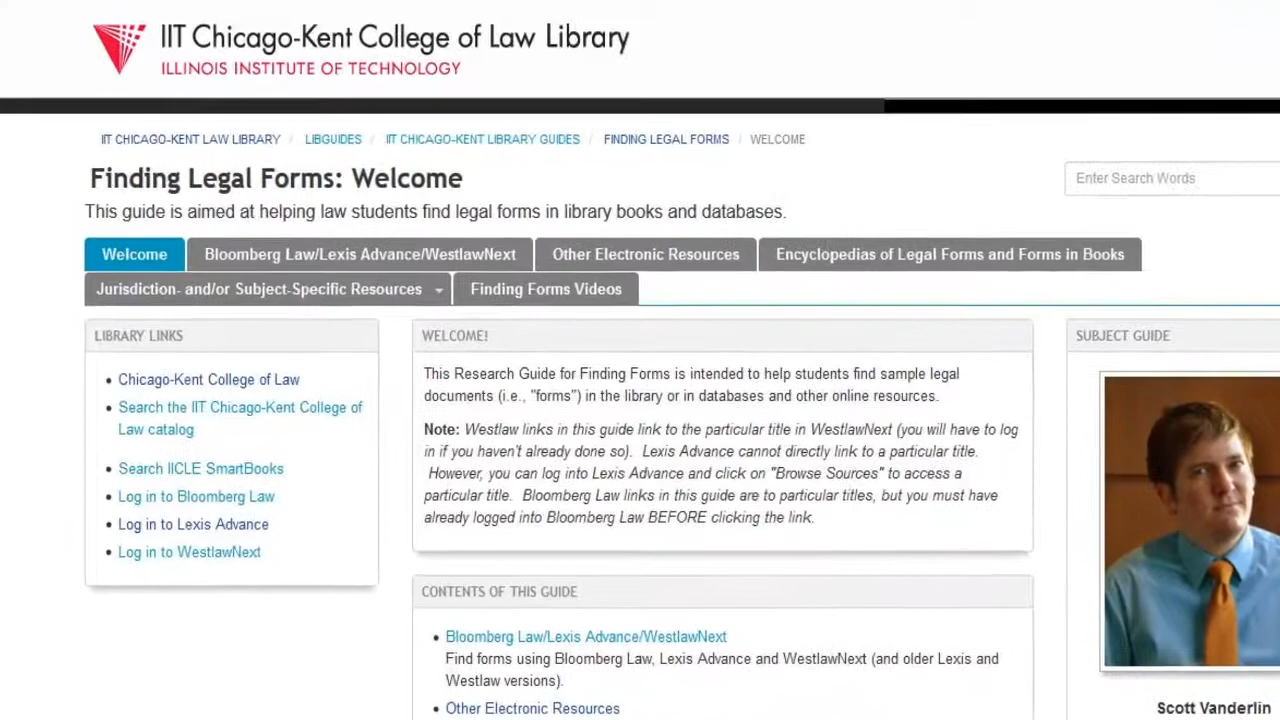 IIT Chicago-Kent College of Law Library
ILLINOIS INSTITUTE OF TECHNOLOGY
IIT CHICAGO-KENT LAW LIBRARY / LIBGUIDES / IIT CHICAGO-KENT LIBRARY GUIDES / FINDING LEGAL FORMS / WELCOME
Finding Legal Forms: Welcome
Enter Search Words
This guide is aimed at helping law students find legal forms in library books and databases.
Welcome
Bloomberg Law/Lexis Advance/WestlawNext
Other Electronic Resources
Encyclopedias of Legal Forms and Forms in Books
Jurisdiction- and/or Subject-Specific Resources
Finding Forms Videos
LIBRARY LINKS
• Chicago-Kent College of Law
• Search the IIT Chicago-Kent College of
Law catalog
• Search IICLE SmartBooks
• Log in to Bloomberg Law
• Log in to Lexis Advance
• Log in to WestlawNext
WELCOME!
This Research Guide for Finding Forms is intended to help students find sample legal
documents (i.e., "forms") in the library or in databases and other online resources.
Note: Westlaw links in this guide link to the particular title in WestlawNext (you will have to log
in if you haven't already done so). Lexis Advance cannot directly link to a particular title.
However, you can log into Lexis Advance and click on "Browse Sources" to access a
particular title. Bloomberg Law links in this guide are to particular titles, but you must have
already logged into Bloomberg Law BEFORE clicking the link.
CONTENTS OF THIS GUIDE
• Bloomberg Law/Lexis Advance/WestlawNext
Find forms using Bloomberg Law, Lexis Advance and WestlawNext (and older Lexis and
Westlaw versions).
• Other Electronic Resources
SUBJECT GUIDE
Scott Vanderlin